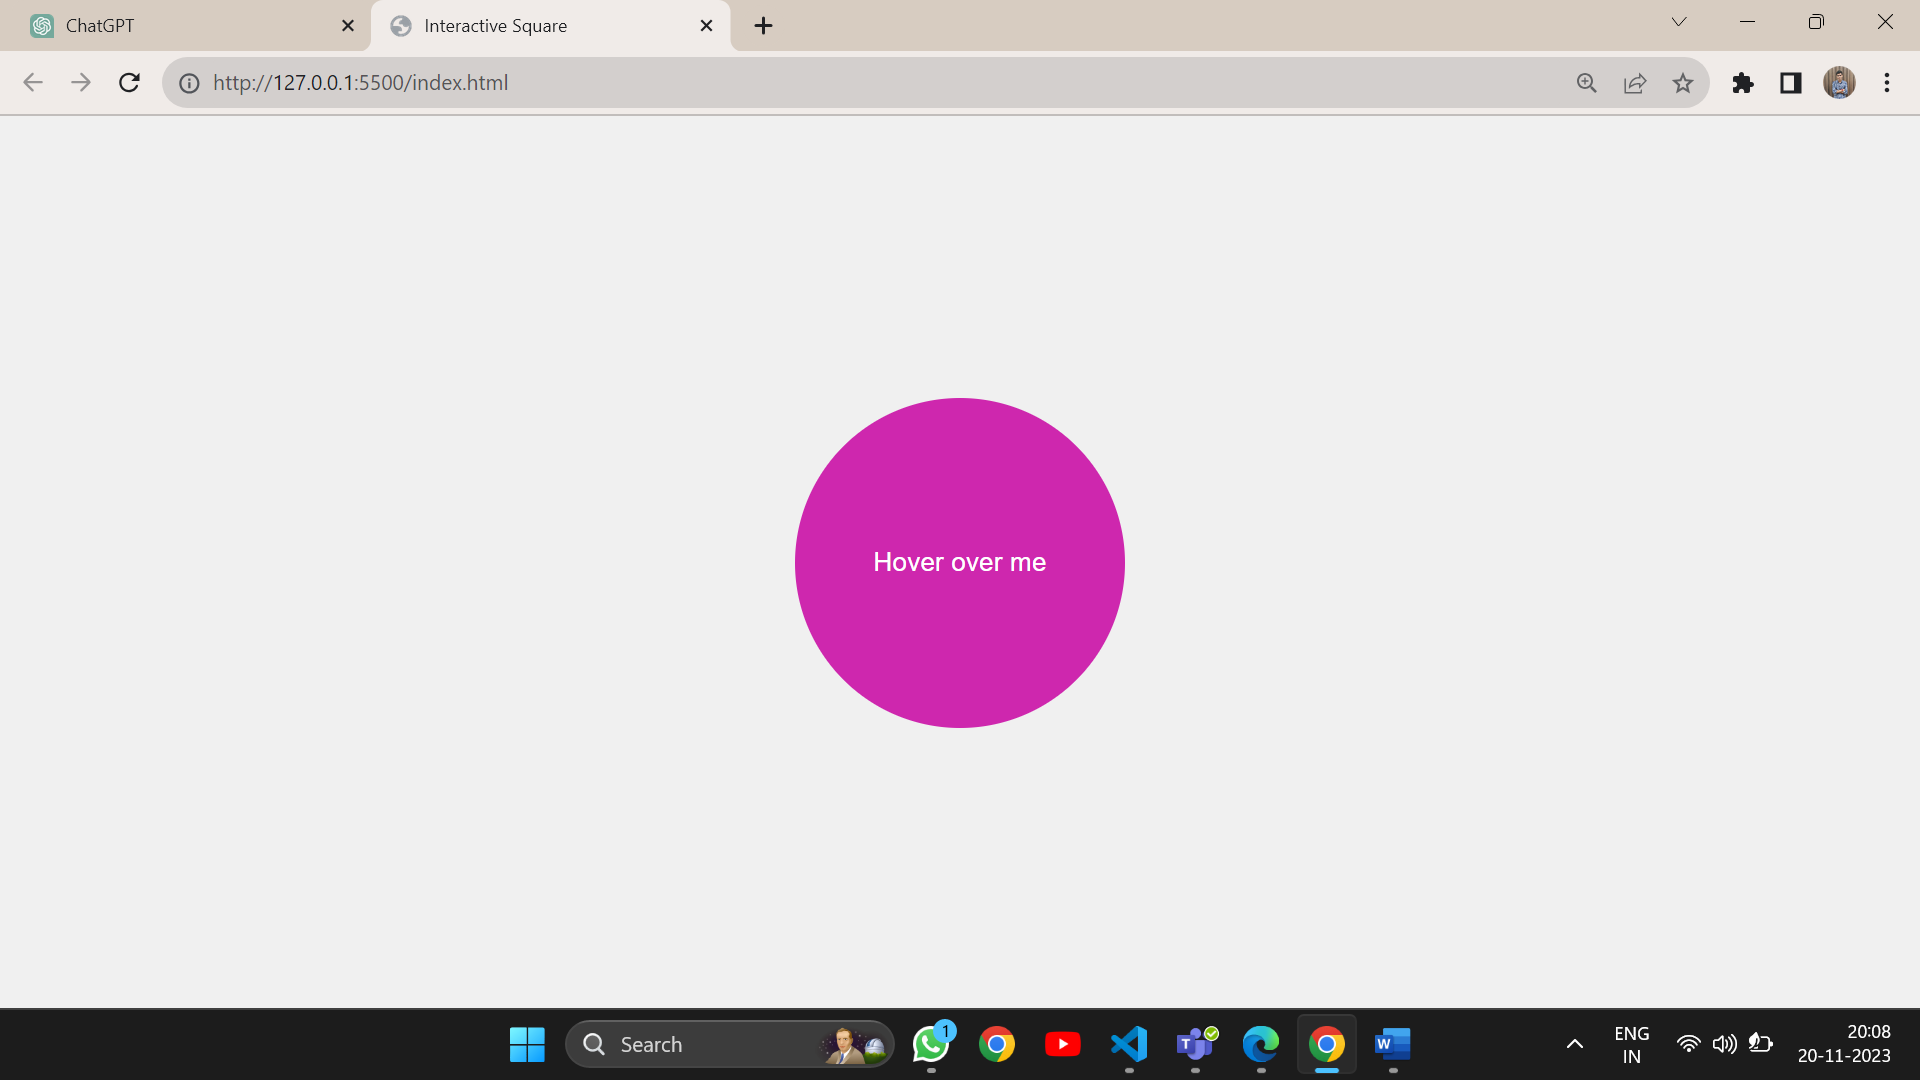 ChatGPT
Interactive Square
http://127.0.0.1:5500/index.html
Hover over me
Search
1
T
W
ENG
IN
20:08
20-11-2023